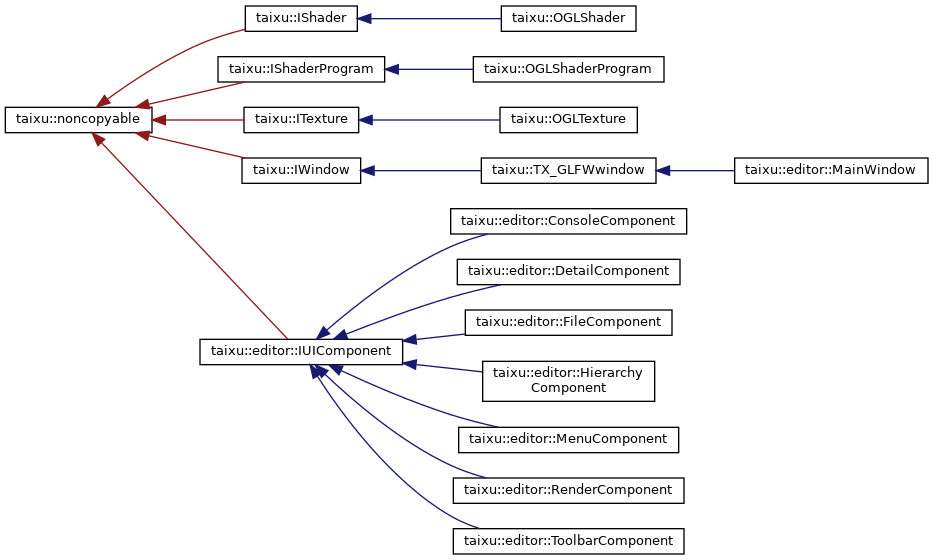 taixu::IShader
taixu::OGLShader
taixu::IShaderProgram
taixu::OGLShaderProgram
taixu::noncopyable
taixu::ITexture
taixu::OGLTexture
taixu::IWindow
taixu::TX_GLFWwindow
taixu::editor::MainWindow
taixu::editor::ConsoleComponent
taixu::editor::DetailComponent
taixu::editor::FileComponent
taixu::editor::IUIComponent
taixu::editor::Hierarchy
Component
taixu::editor::MenuComponent
taixu::editor::RenderComponent
taixu::editor::ToolbarComponent